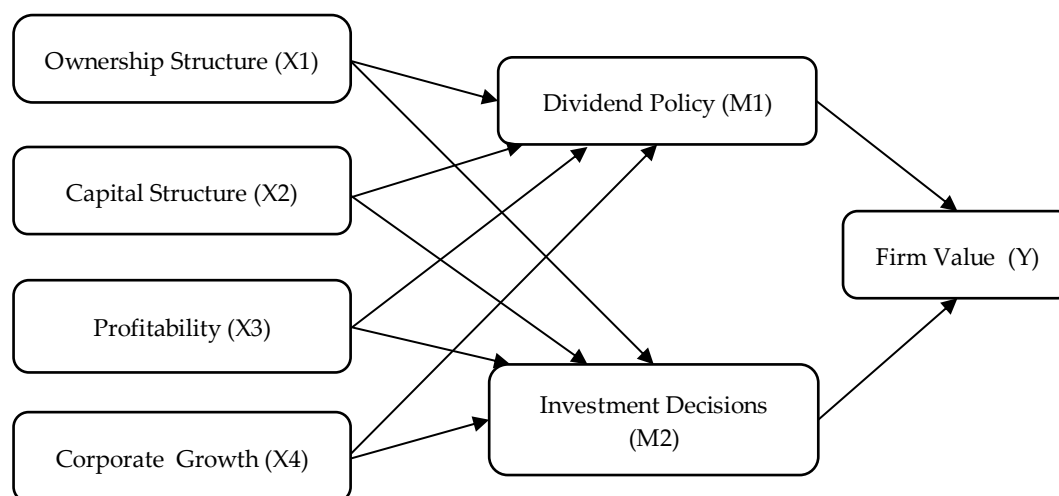 Ownership Structure (X1)
Dividend Policy (M1)
Capital Structure (X2)
Firm Value  (Y)
Profitability (X3)
Investment Decisions
(M2)
Corporate  Growth (X4)